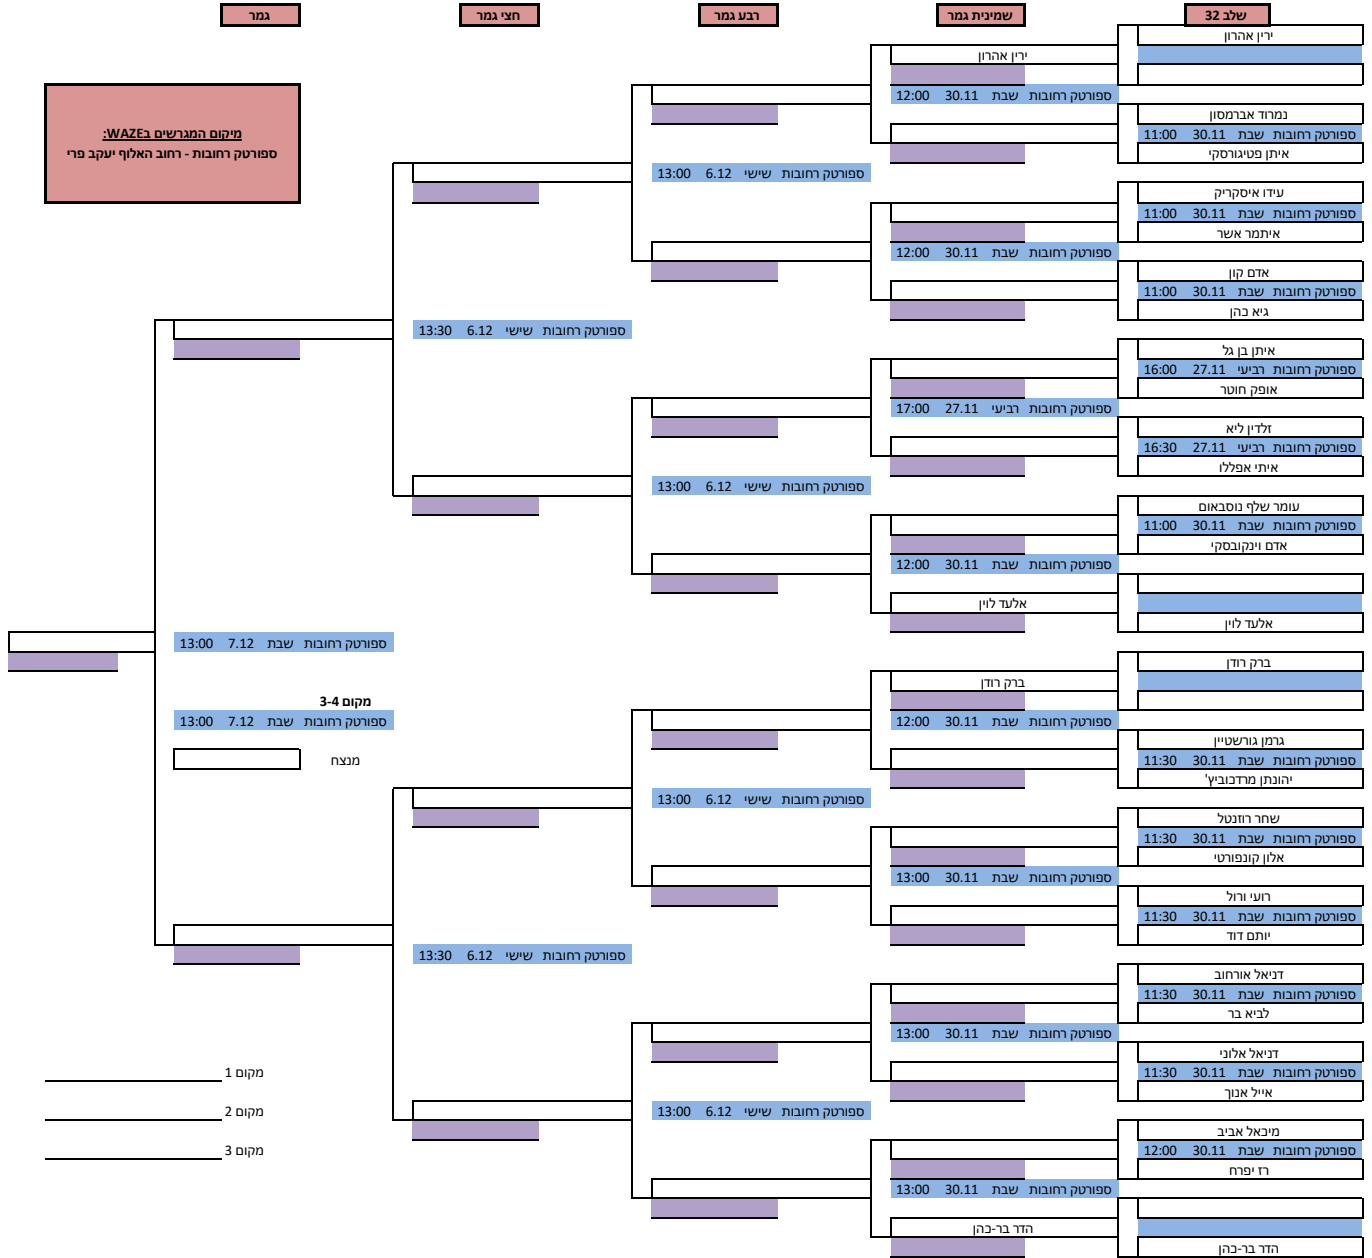 שלב 32
שמינית גמר
רבע גמר
חצי גמר
גמר
מיקום המגרשים בWAZE:
ספורטק רחובות - רחוב האלוף יעקב פרי
ירין אהרון
ירין אהרון
ספורטק רחובות שבת 30.11 12:00
נמרוד אברמסון
ספורטק רחובות שבת 30.11 11:00
איתן פטיגורסקי
ספורטק רחובות שישי 6.12 13:00
עידו איסקריק
ספורטק רחובות שבת 30.11 11:00
איתמר אשר
ספורטק רחובות שבת 30.11 12:00
אדם קון
ספורטק רחובות שבת 30.11 11:00
גיא כהן
ספורטק רחובות שישי 6.12 13:30
איתן בן גל
ספורטק רחובות רביעי 27.11 16:00
אופק חוטר
ספורטק רחובות רביעי 27.11 17:00
זלדין ליא
ספורטק רחובות רביעי 27.11 16:30
איתי אפללו
ספורטק רחובות שישי 6.12 13:00
עומר שלף נוסבאום
ספורטק רחובות שבת 30.11 11:00
אדם וינקובסקי
ספורטק רחובות שבת 30.11 12:00
אלעד לוין
אלעד לוין
ספורטק רחובות שבת 7.12 13:00
ברק רודן
ברק רודן
מקום 3-4
ספורטק רחובות שבת 30.11 12:00
ספורטק רחובות שבת 7.12 13:00
גרמן גורשטיין
ספורטק רחובות שבת 30.11 11:30
מנצח
יהונתן מרדכוביץ'
ספורטק רחובות שישי 6.12 13:00
שחר רוזנטל
ספורטק רחובות שבת 30.11 11:30
אלון קונפורטי
ספורטק רחובות שבת 30.11 13:00
רועי ורול
ספורטק רחובות שבת 30.11 11:30
יותם דוד
ספורטק רחובות שישי 6.12 13:30
דניאל אורחוב
ספורטק רחובות שבת 30.11 11:30
לביא בר
ספורטק רחובות שבת 30.11 13:00
דניאל אלוני
ספורטק רחובות שבת 30.11 11:30
מקום 1
אייל אנוך
ספורטק רחובות שישי 6.12 13:00
מקום 2
מיכאל אביב
ספורטק רחובות שבת 30.11 12:00
מקום 3
רז יפרח
ספורטק רחובות שבת 30.11 13:00
הדר בר-כהן
הדר בר-כהן